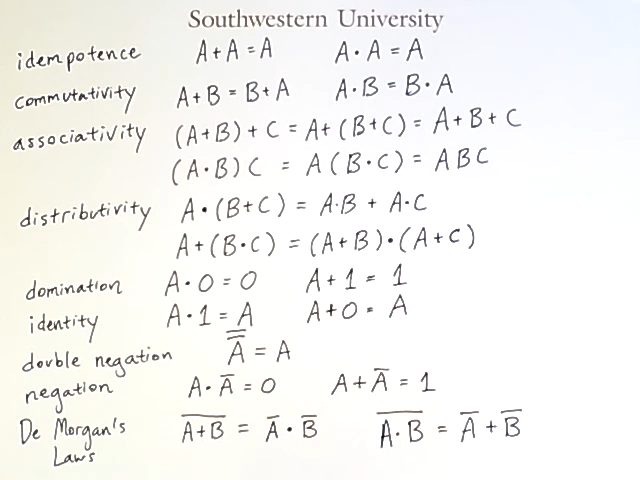 Southwestern University
idempotence A+A=A A·A=A
commutativity A+B=B+A A·B=B·A
associativity (A+B)+C=A+(B+C)=A+B+C
(A·B)C = A(B·C)=ABC
distributivity A·(B+C) = A·B + A·C
A+(B·C) = (A+B)·(A+C)
domination A·0=0 A+1=1
identity A·1=A A+0=A
double negation A̿ = A
negation A·A̅=0 A+A̅=1
De Morgan's A̅+̅B̅ = A̅·B̅ A̅·̅B̅ = A̅+B̅
Laws